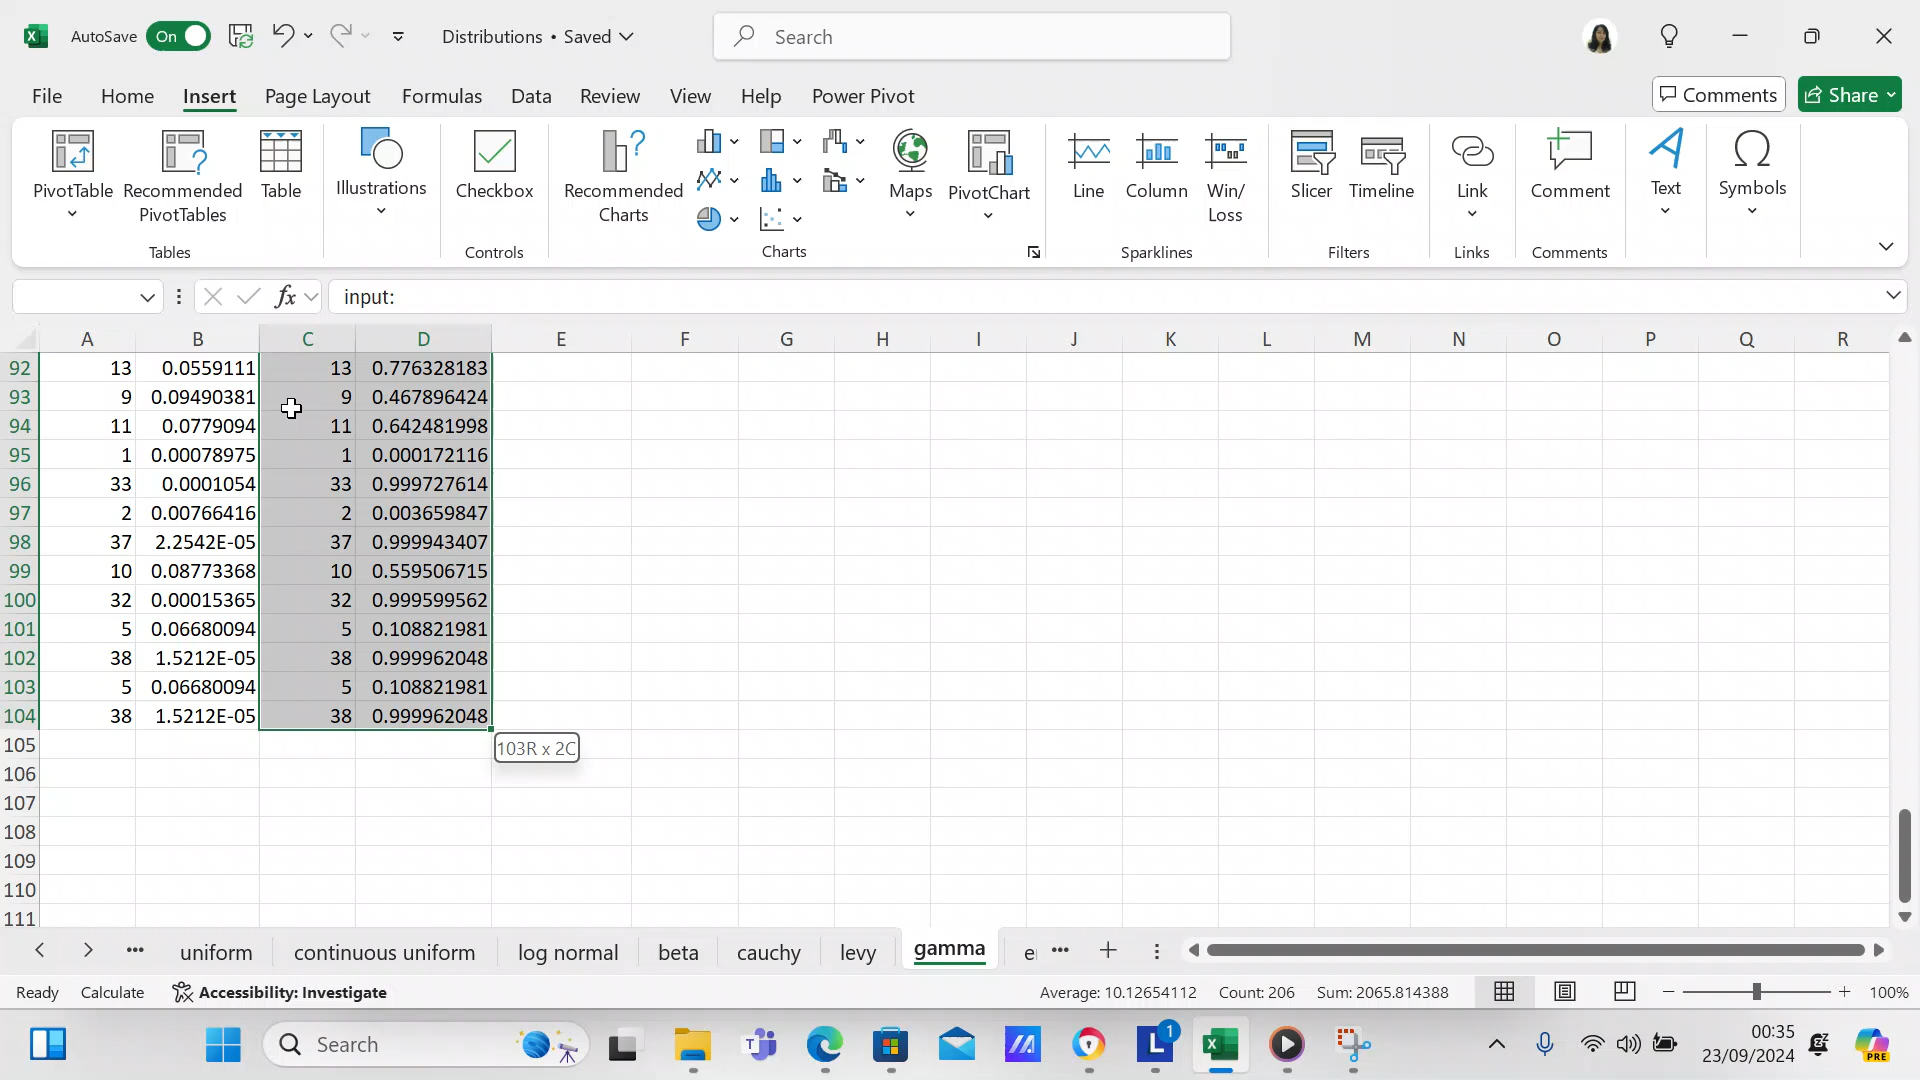 AutoSave On Distributions • Saved Search
File Home Insert Page Layout Formulas Data Review View Help Power Pivot Comments Share
PivotTable Recommended PivotTables Table Illustrations Checkbox Recommended Charts Maps PivotChart Line Column Win/ Loss Slicer Timeline Link Comment Text Symbols
Tables Controls Charts Sparklines Filters Links Comments
fx input:
A B C D E F G H I J K L M N O P Q R
92 13 0.0559111 13 0.776328183
93 9 0.09490381 9 0.467896424
94 11 0.0779094 11 0.642481998
95 1 0.00078975 1 0.000172116
96 33 0.0001054 33 0.999727614
97 2 0.00766416 2 0.003659847
98 37 2.2542E-05 37 0.999943407
99 10 0.08773368 10 0.559506715
100 32 0.00015365 32 0.999599562
101 5 0.06680094 5 0.108821981
102 38 1.5212E-05 38 0.999962048
103 5 0.06680094 5 0.108821981
104 38 1.5212E-05 38 0.999962048
105 103R x 2C
106
107
108
109
110
111
uniform continuous uniform log normal beta cauchy levy gamma e
Ready Calculate Accessibility: Investigate Average: 10.12654112 Count: 206 Sum: 2065.814388 100%
Search 1 00:35
23/09/2024 PRE